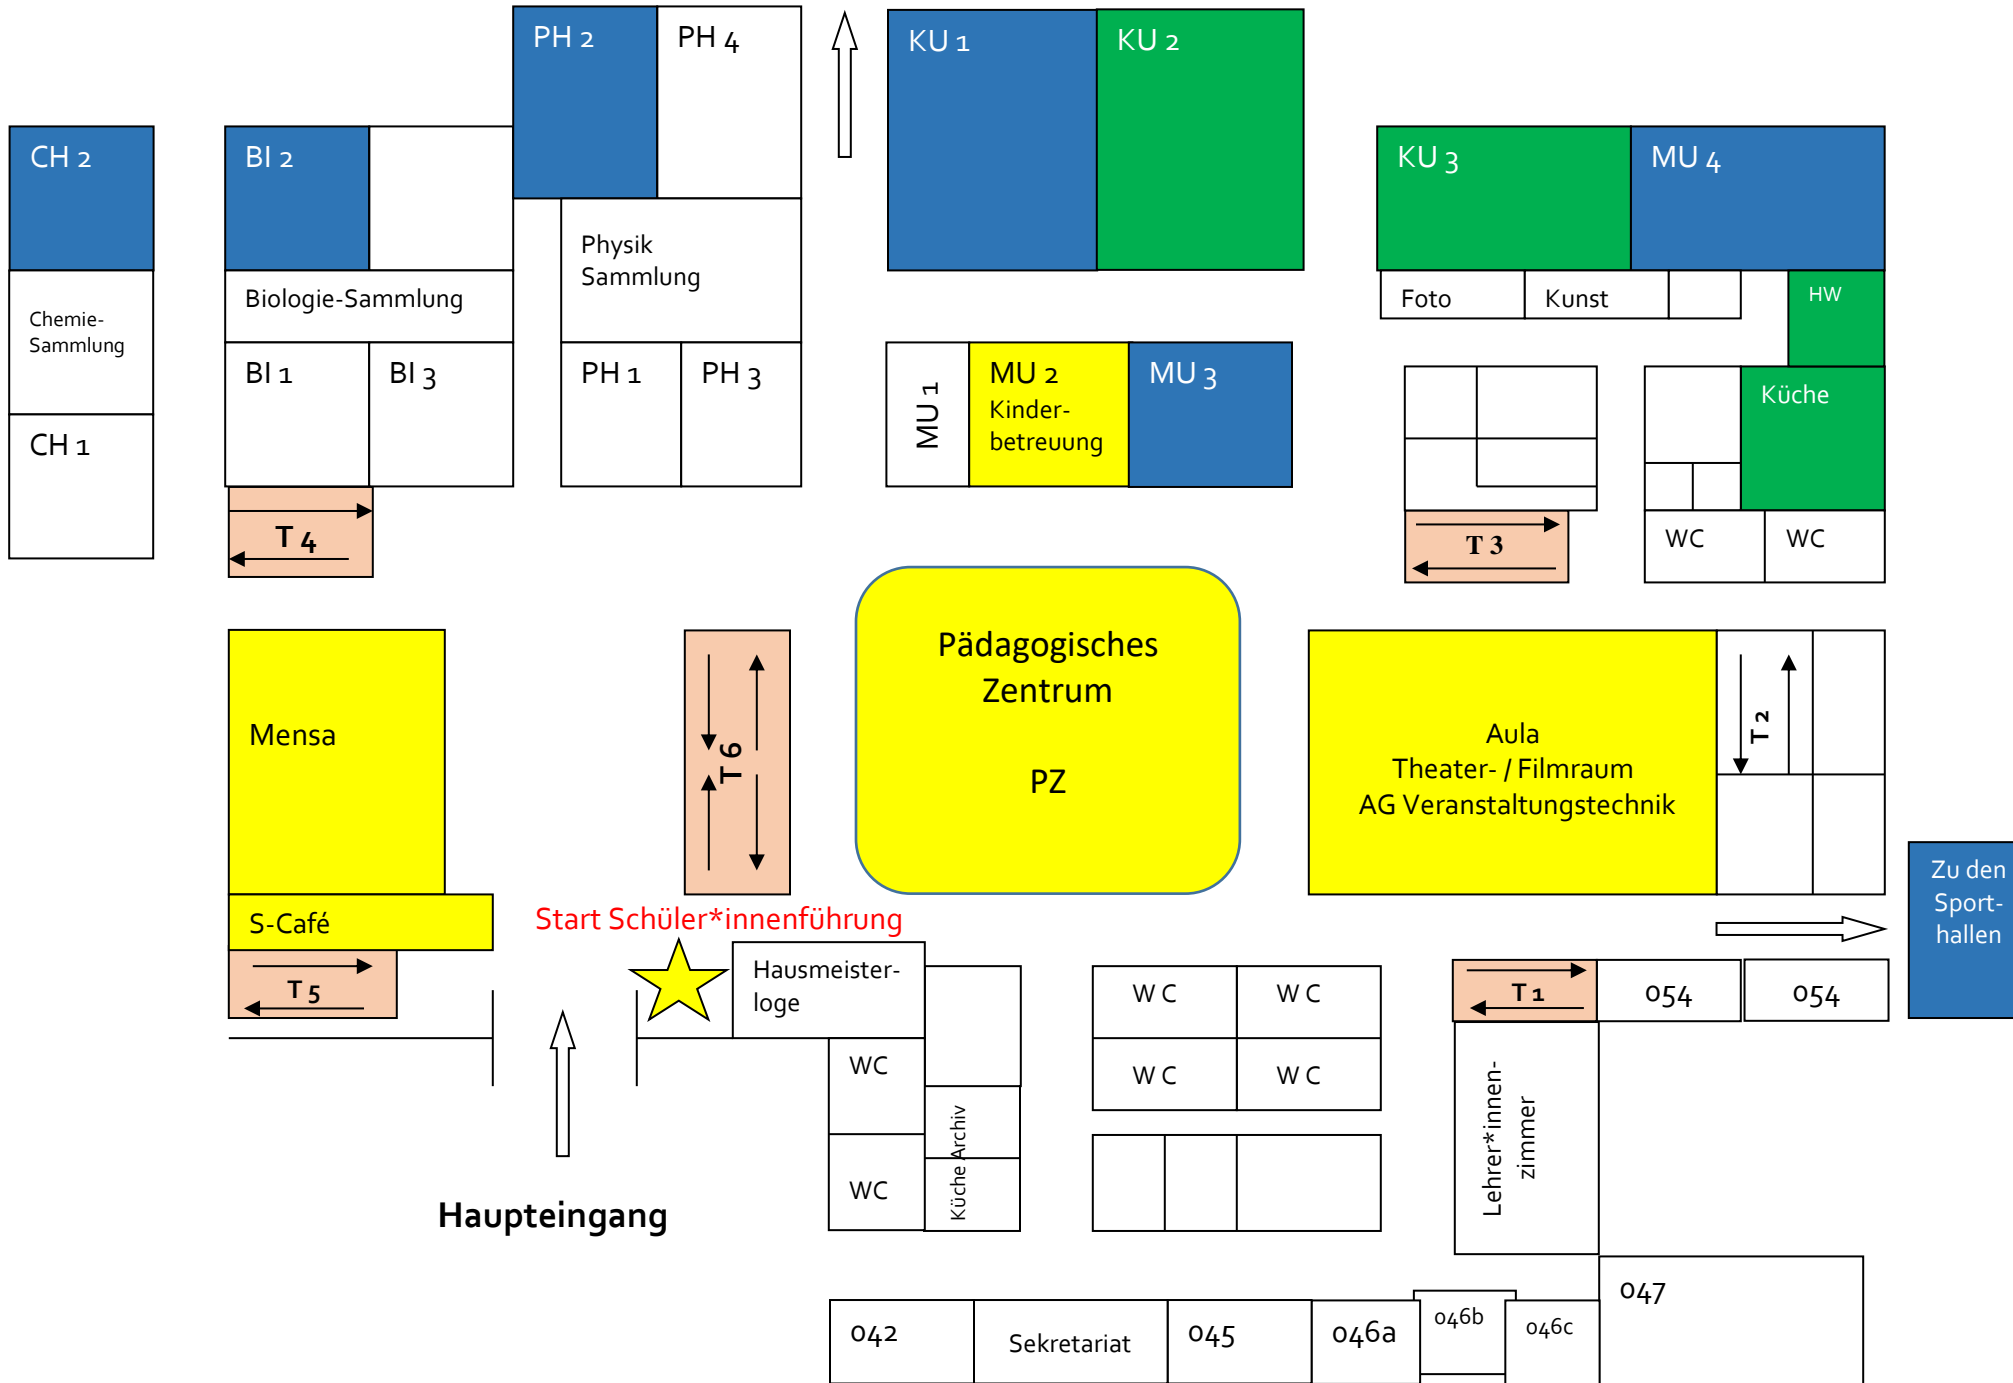 PH 2
PH 4
KU 1
KU 2
CH 2
BI 2
KU 3
MU 4
Physik
Sammlung
Biologie-Sammlung
Foto
Kunst
HW
Chemie-
Sammlung
BI 1
BI 3
PH 1
PH 3
MU 1
MU 2
Kinder-
betreuung
MU 3
Küche
CH 1
T 4
T 3
WC
WC
Pädagogisches
Zentrum
PZ
Mensa
T 6
Aula
Theater- / Filmraum
AG Veranstaltungstechnik
T 2
Zu den
Sport-
hallen
S-Café
Start Schüler*innenführung
Hausmeister-
loge
T 5
W C
W C
T 1
054
054
WC
W C
W C
Lehrer*innen-
zimmer
Küche Archiv
WC
Haupteingang
042
Sekretariat
045
046a
046b
046c
047